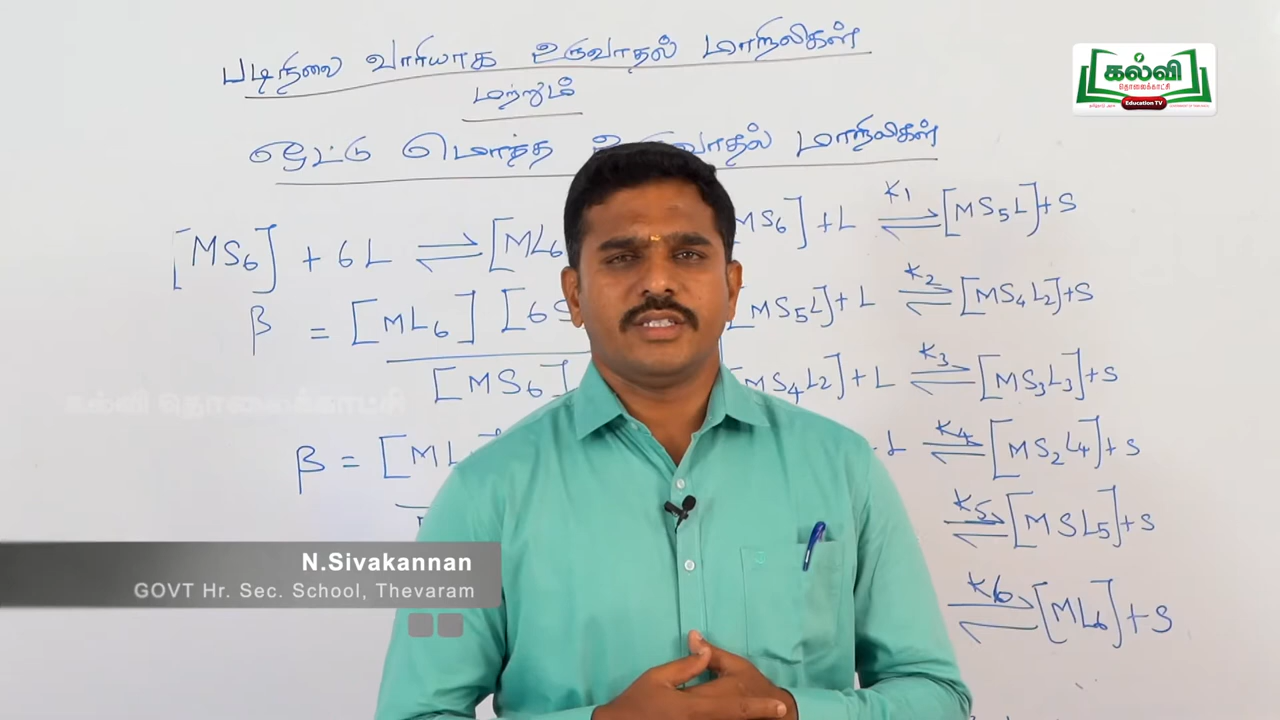 படிநிலை வாரியாக உருவாதல் மாறிலிகள்
மற்றும்
ஒட்டு மொத்த உருவாதல் மாறிலிகள்
[MS6] + 6L ⇌ [ML6
β = [ML6] [6S
[MS6]
β = [ML
MS6] + L ⇌ K1 [MS5L] + S
[MS5L] + L ⇌ K2 [MS4L2] + S
MS4L2] + L ⇌ K3 [MS3L3] + S
L ⇌ K4 [MS2L4] + S
⇌ K5 [MSL5] + S
⇌ K6 [ML6] + S
கல்வி
தொலைக்காட்சி
Education TV
கல்வி தொலைக்காட்சி
N.Sivakannan
GOVT Hr. Sec. School, Thevaram